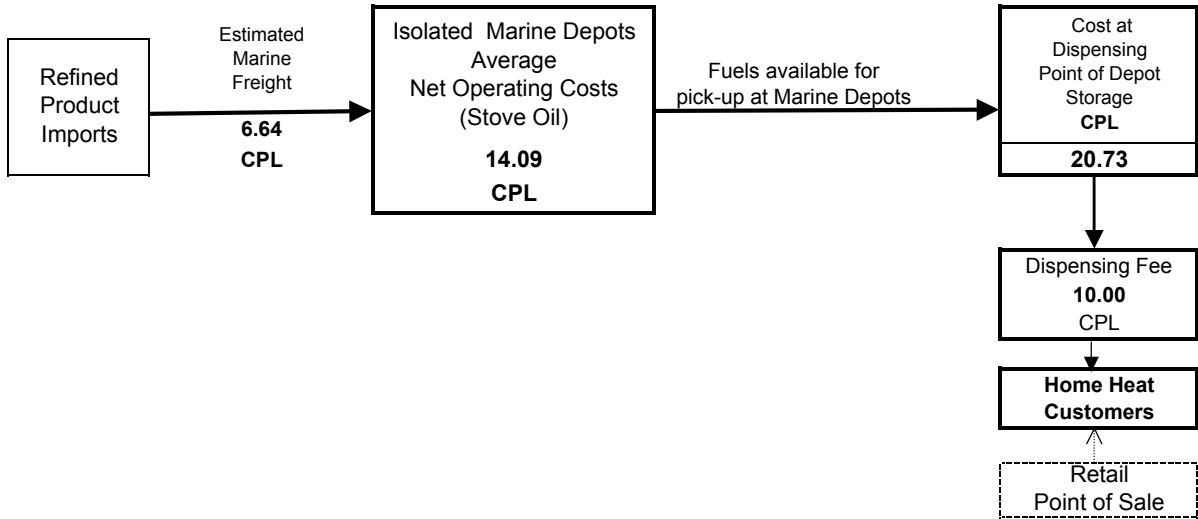 Refined
Product
Imports
Estimated
Marine
Freight
6.64
CPL
Isolated Marine Depots
Average
Net Operating Costs
(Stove Oil)
14.09
CPL
Fuels available for
pick-up at Marine Depots
Cost at
Dispensing
Point of Depot
Storage
CPL
20.73
Dispensing Fee
10.00
CPL
Home Heat
Customers
Retail
Point of Sale